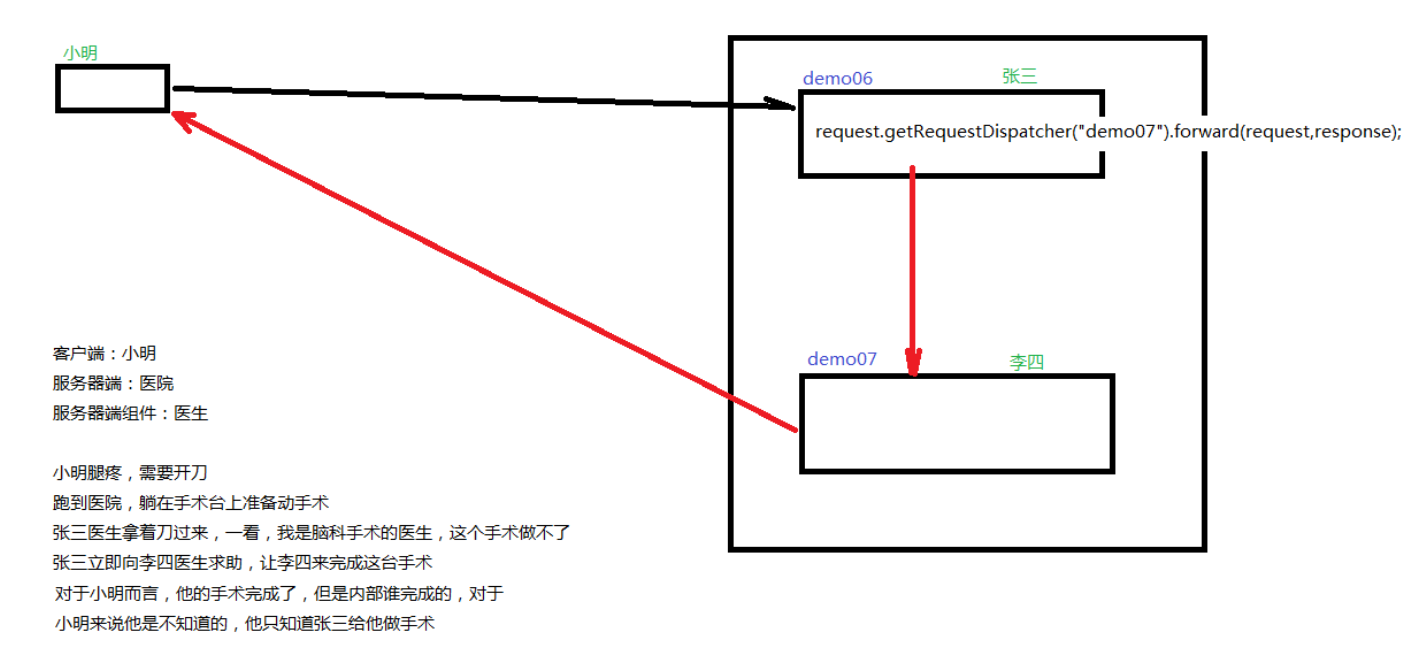 小明
demo06
张三
request.getRequestDispatcher("demo07").forward(request,response);
demo07
李四
客户端：小明
服务器端：医院
服务器端组件：医生
小明腿疼，需要开刀
跑到医院，躺在手术台上准备动手术
张三医生拿着刀过来，一看，我是脑科手术的医生，这个手术做不了
张三立即向李四医生求助，让李四来完成这台手术
对于小明而言，他的手术完成了，但是内部谁完成的，对于
小明来说他是不知道的，他只知道张三给他做手术